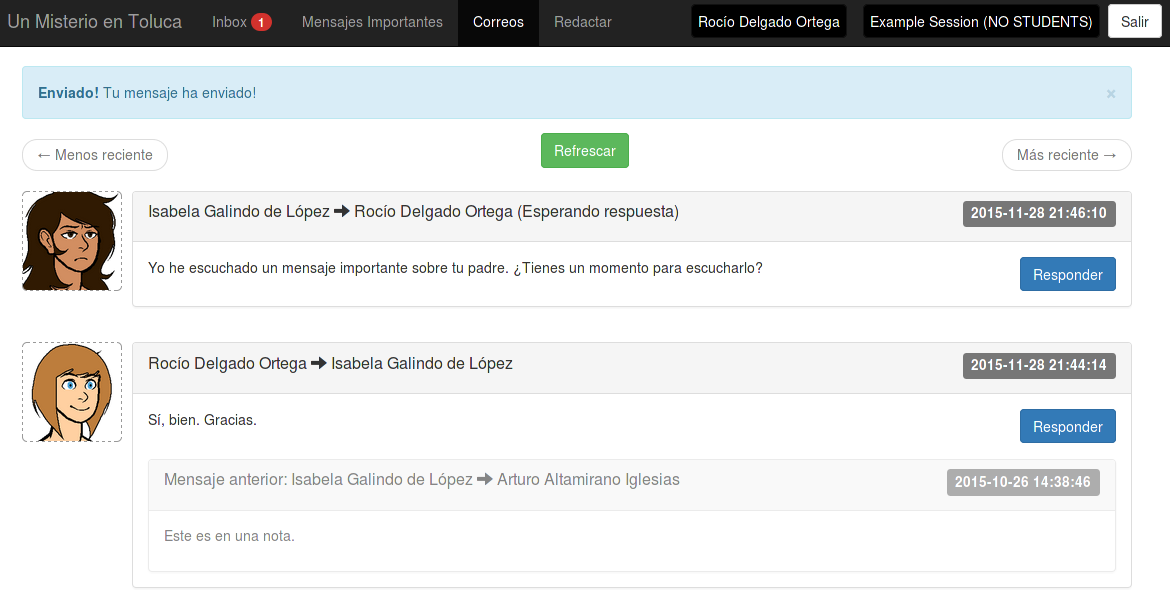 Un Misterio en Toluca Inbox 1 Mensajes Importantes Correos Redactar Rocío Delgado Ortega Example Session (NO STUDENTS) Salir
Enviado! Tu mensaje ha enviado! ×
← Menos reciente Refrescar Más reciente →
Isabela Galindo de López ➡ Rocío Delgado Ortega (Esperando respuesta) 2015-11-28 21:46:10
Yo he escuchado un mensaje importante sobre tu padre. ¿Tienes un momento para escucharlo? Responder
Rocío Delgado Ortega ➡ Isabela Galindo de López 2015-11-28 21:44:14
Sí, bien. Gracias. Responder
Mensaje anterior: Isabela Galindo de López ➡ Arturo Altamirano Iglesias 2015-10-26 14:38:46
Este es en una nota.